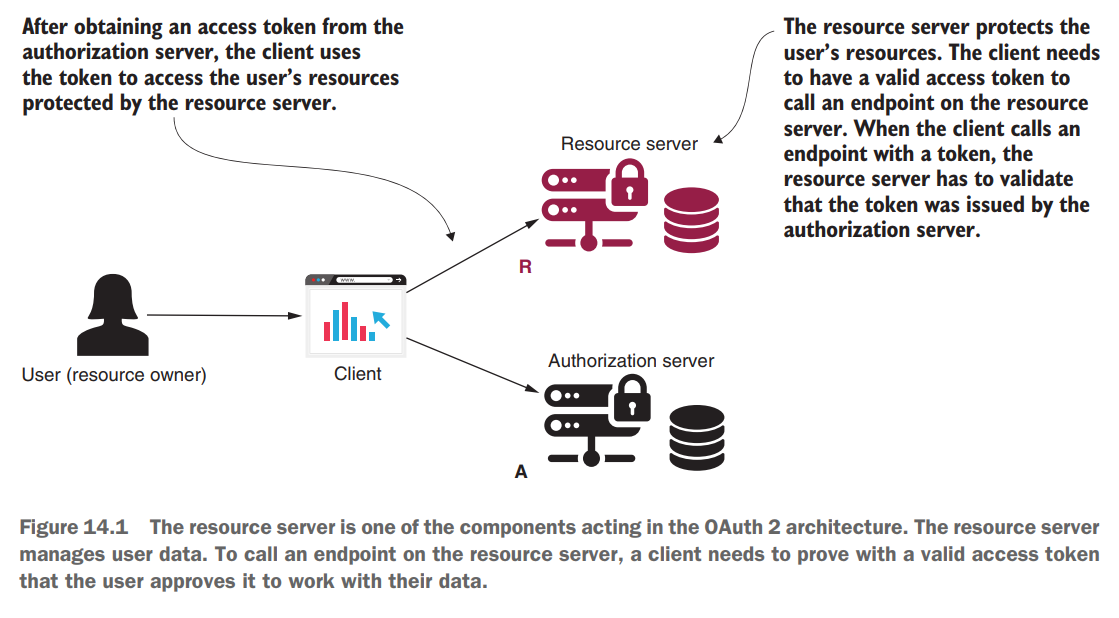 After obtaining an access token from the
authorization server, the client uses
the token to access the user’s resources
protected by the resource server.
The resource server protects the
user’s resources. The client needs
to have a valid access token to
call an endpoint on the resource
server. When the client calls an
endpoint with a token, the
resource server has to validate
that the token was issued by the
authorization server.
Resource server
R
www.
User (resource owner)
Client
Authorization server
A
Figure 14.1 The resource server is one of the components acting in the OAuth 2 architecture. The resource server
manages user data. To call an endpoint on the resource server, a client needs to prove with a valid access token
that the user approves it to work with their data.